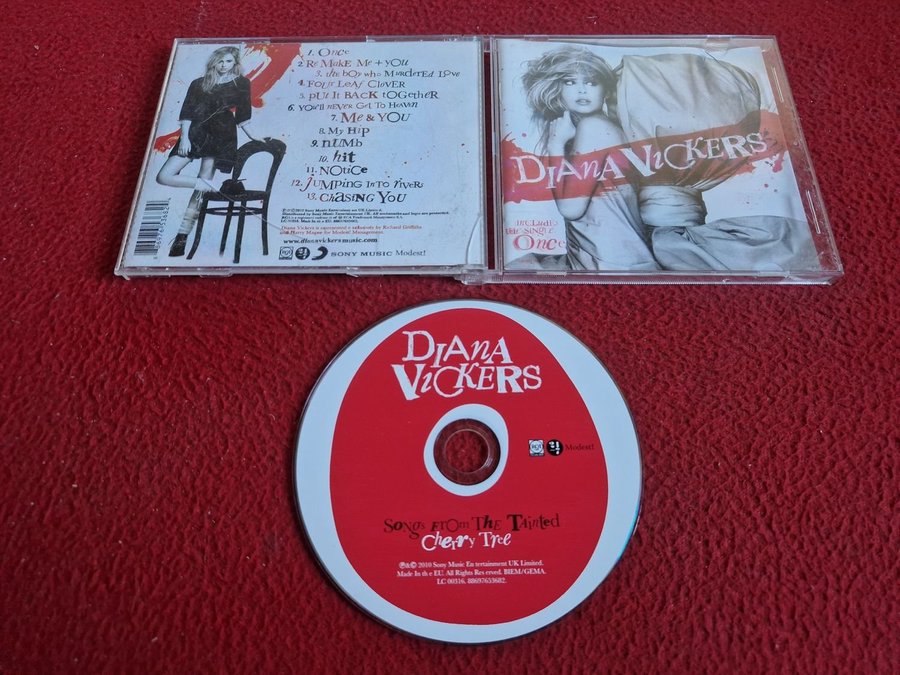 1. Once
2. Re Make Me + you
3. the boy who Murdered Love
4. Four Leaf Clover
5. put it Back together
6. you'll never Get To Heaven
7. Me & YOU
8. My Hip
9. numb
10. hit
11. Notice
12. Jumping Into rivers
13. Chasing You
www.dianavickersmusic.com
SONY MUSIC Modest!
Diana Vickers
includes
the single
Once
Diana
Vickers
Modest!
Songs From The Tainted
Cherry Tree
℗&© 2010 Sony Music Entertainment UK Limited.
Made In the EU. All Rights Reserved. BIEM/GEMA.
LC 00316. 88697653682.